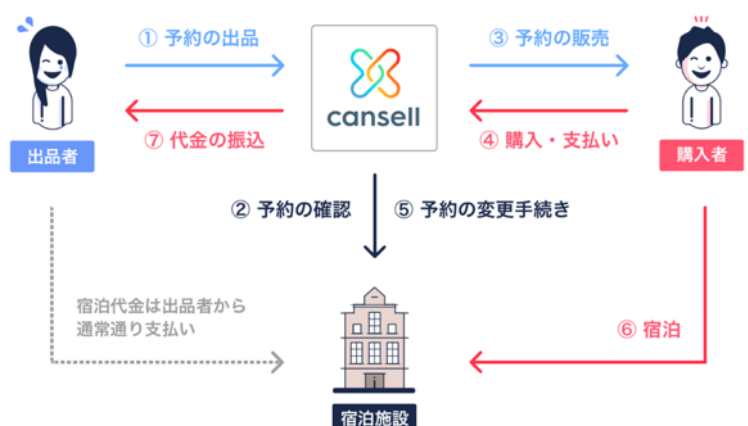 ① 予約の出品
③ 予約の販売
cansell
⑦ 代金の振込
④ 購入・支払い
出品者
購入者
② 予約の確認
⑤ 予約の変更手続き
宿泊代金は出品者から
通常通り支払い
⑥ 宿泊
宿泊施設